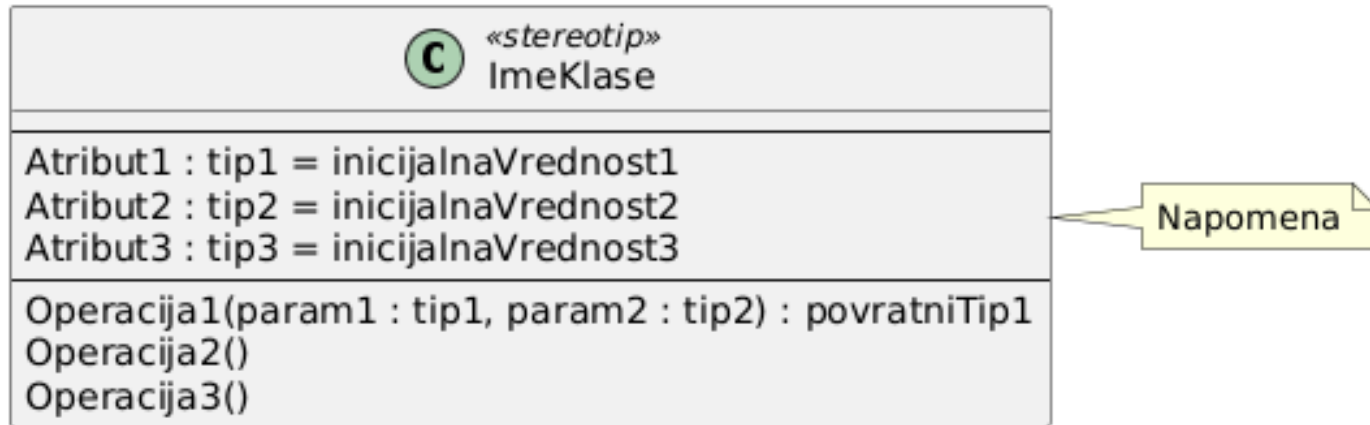 C
«stereotip»
ImeKlase
Atribut1 : tip1 = inicijalnaVrednost1
Atribut2 : tip2 = inicijalnaVrednost2
Atribut3 : tip3 = inicijalnaVrednost3
Napomena
Operacija1(param1 : tip1, param2 : tip2) : povratniTip1
Operacija2()
Operacija3()